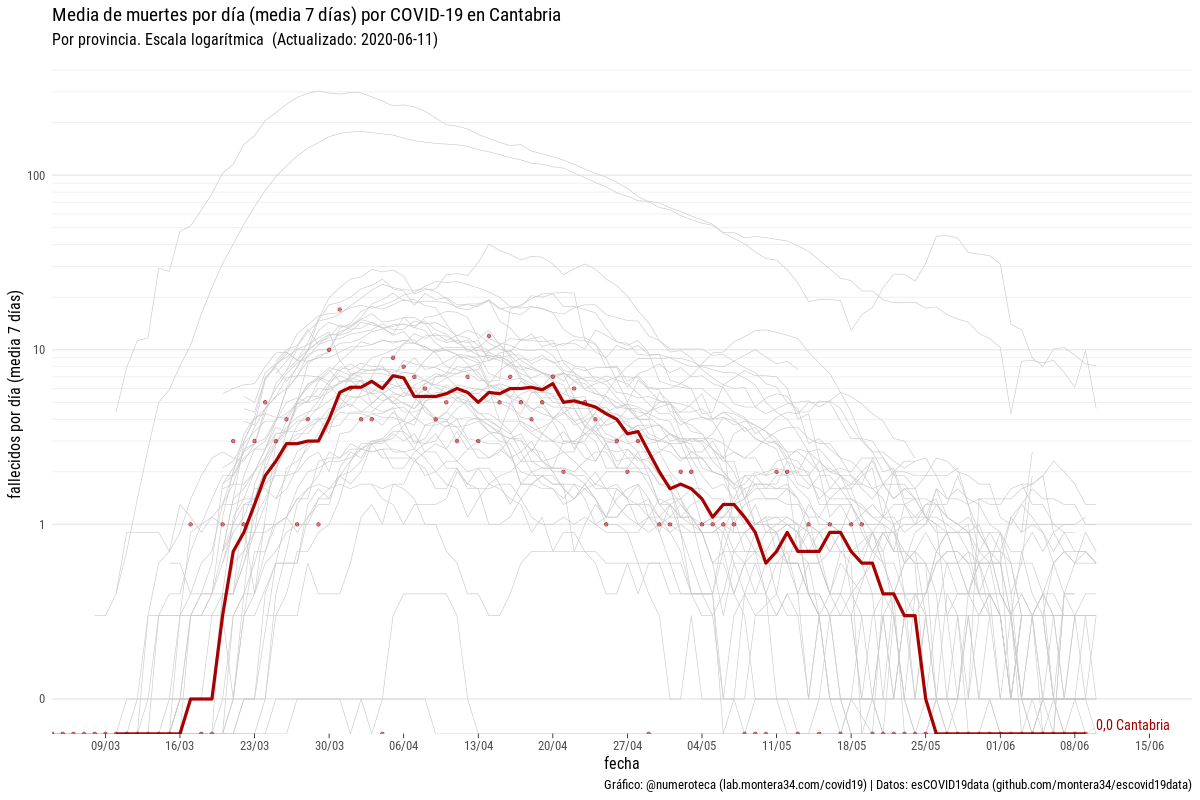 Media de muertes por día (media 7 días) por COVID-19 en Cantabria
Por provincia. Escala logarítmica  (Actualizado: 2020-06-11)
fallecidos por día (media 7 días)
100
10
1
0
0,0 Cantabria
09/03 16/03 23/03 30/03 06/04 13/04 20/04 27/04 04/05 11/05 18/05 25/05 01/06 08/06 15/06
fecha
Gráfico: @numeroteca (lab.montera34.com/covid19) | Datos: esCOVID19data (github.com/montera34/escovid19data)